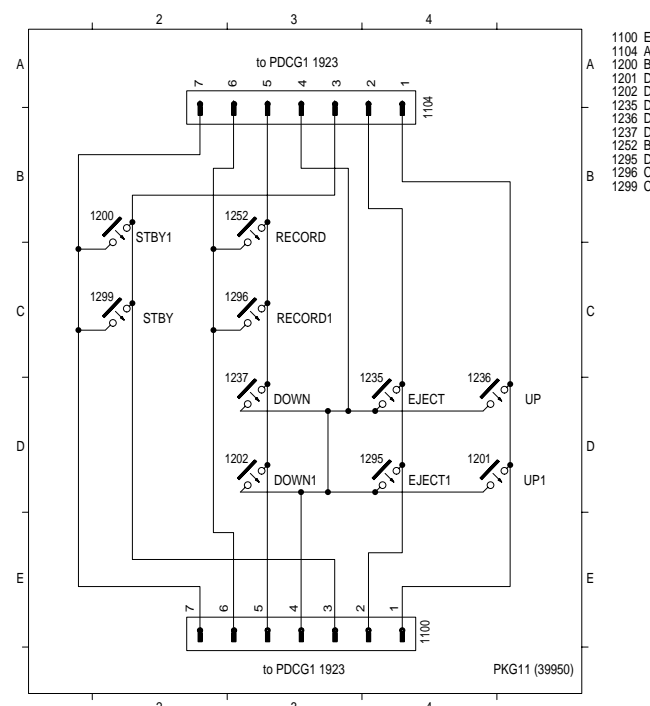 2 3 4
to PDCG1 1923
7 6 5 4 3 2 1
1104
A A
B B
1200 STBY1
1252 RECORD
1299 STBY
1296 RECORD1
C C
1237 DOWN
1235 EJECT
1236 UP
D D
1202 DOWN1
1295 EJECT1
1201 UP1
E E
7 6 5 4 3 2 1
1100
to PDCG1 1923
PKG11 (39950)
1100 E
1104 A
1200 B
1201 D
1202 D
1235 D
1236 D
1237 D
1252 B
1295 D
1296 C
1299 C